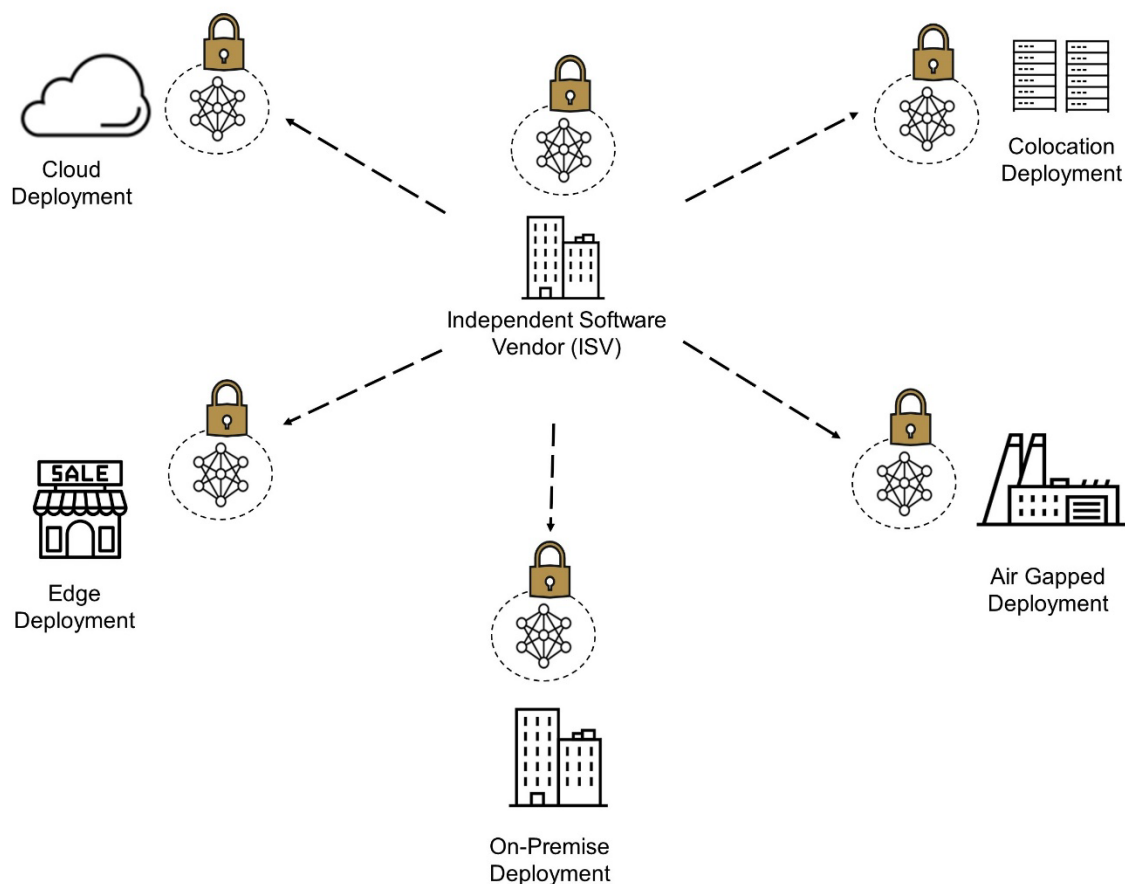 Cloud
Deployment
Colocation
Deployment
Independent Software
Vendor (ISV)
SALE
Edge
Deployment
Air Gapped
Deployment
On-Premise
Deployment